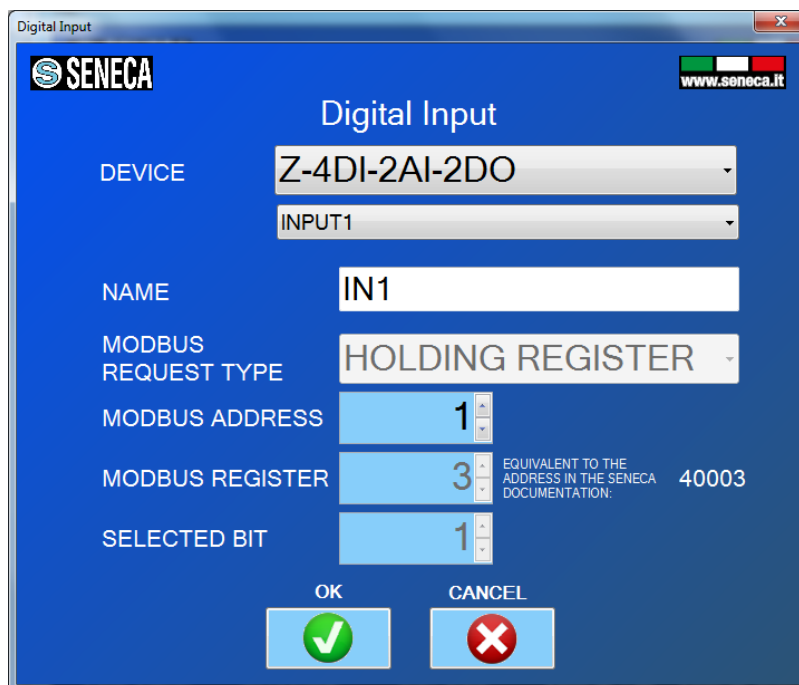 Digital Input
SENECA
www.seneca.it
Digital Input
DEVICE
Z-4DI-2AI-2DO
INPUT1
NAME
IN1
MODBUS
REQUEST TYPE
HOLDING REGISTER
MODBUS ADDRESS
1
MODBUS REGISTER
3
EQUIVALENT TO THE
ADDRESS IN THE SENECA
DOCUMENTATION:
40003
SELECTED BIT
1
OK
CANCEL